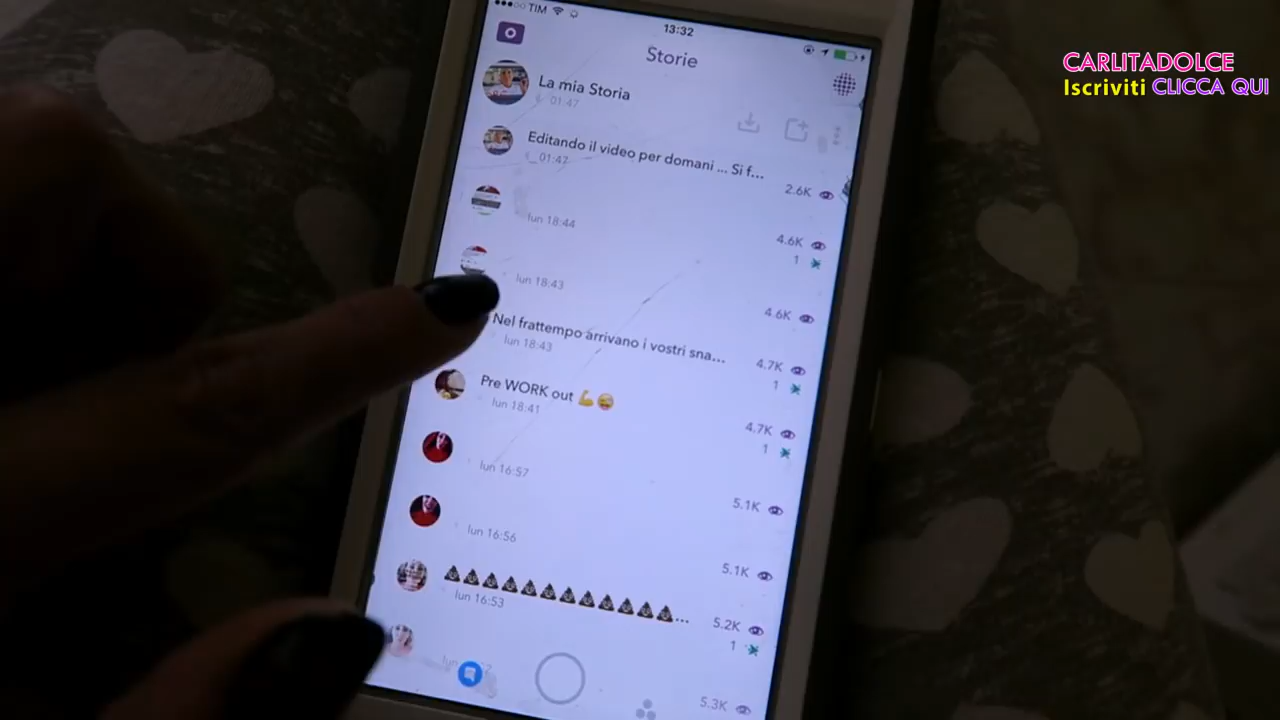 TIM
13:32
Storie
CARLITADOLCE
Iscriviti CLICCA QUI
La mia Storia
01:47
Editando il video per domani ... Si f...
01:47
2.6K
lun 18:44
4.6K
1
lun 18:43
4.6K
Nel frattempo arrivano i vostri sna...
lun 18:43
4.7K
1
Pre WORK out 💪😜
lun 18:41
4.7K
1
lun 16:57
5.1K
lun 16:56
5.1K
💩💩💩💩💩💩💩💩💩💩💩💩...
lun 16:53
5.2K
1
5.3K